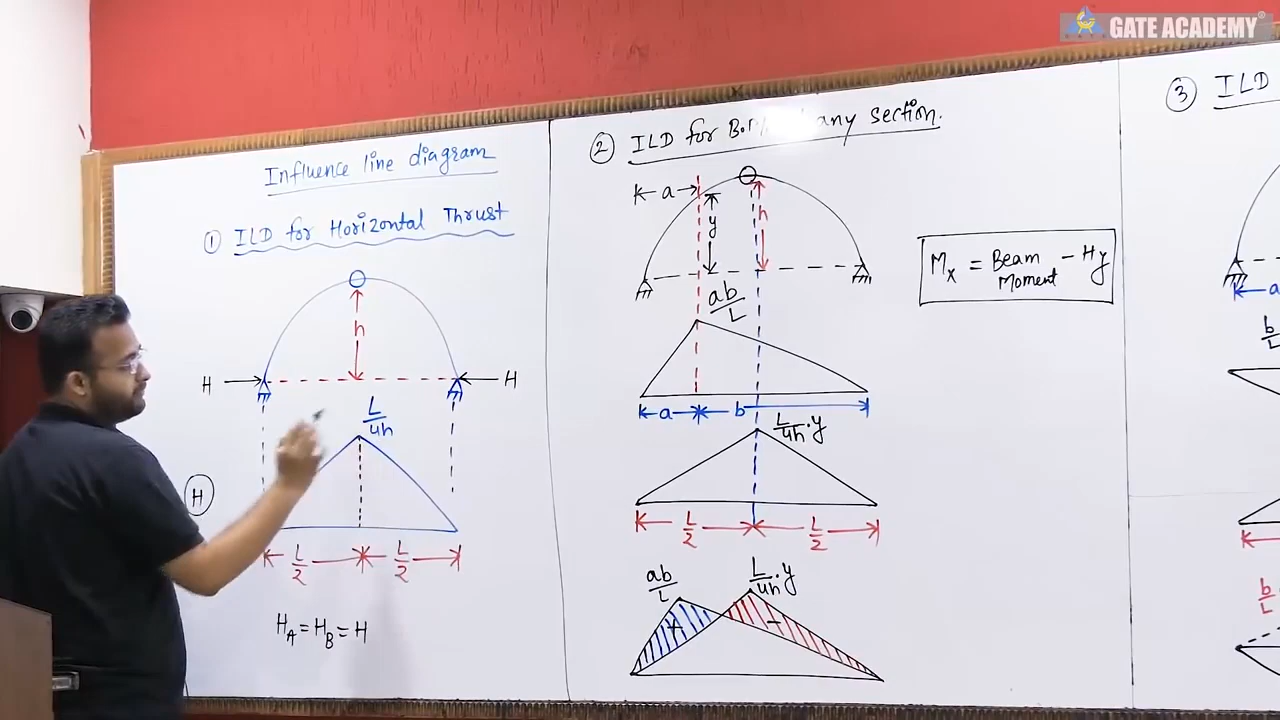 GATE ACADEMY
Influence line diagram
① ILD for Horizontal Thrust
h
H
H
L/4h
H
L/2
L/2
H_A = H_B = H
② ILD for any section.
a
y
h
ab/L
a
b
L/4h · y
L/2
L/2
ab/L
L/4h · y
+
−
M_x = Beam Moment − Hy
③ ILD
a
b/L
b/L